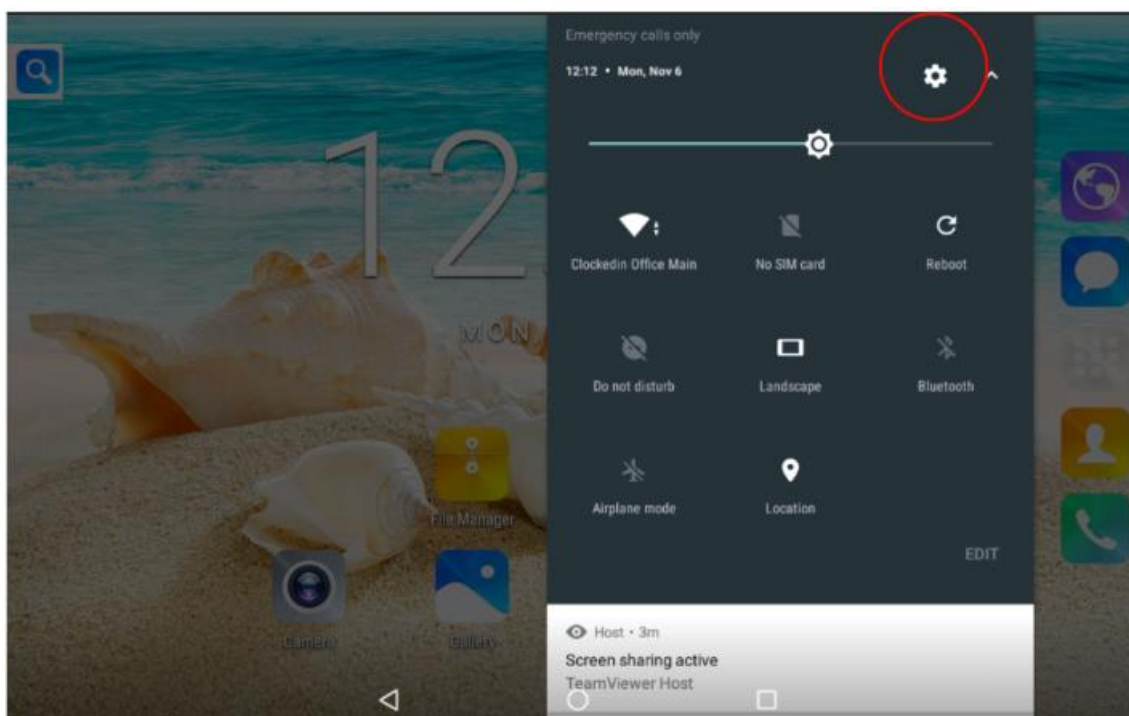 Emergency calls only
12:12 • Mon, Nov 6
12
MON
Clockedin Office Main
No SIM card
Reboot
Do not disturb
Landscape
Bluetooth
Airplane mode
Location
EDIT
File Manager
Camera
Gallery
Host • 3m
Screen sharing active
TeamViewer Host